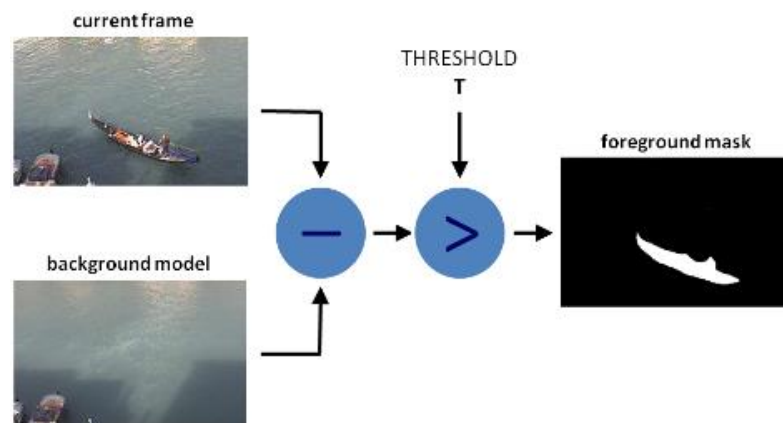 current frame
THRESHOLD
T
foreground mask
−
>
background model